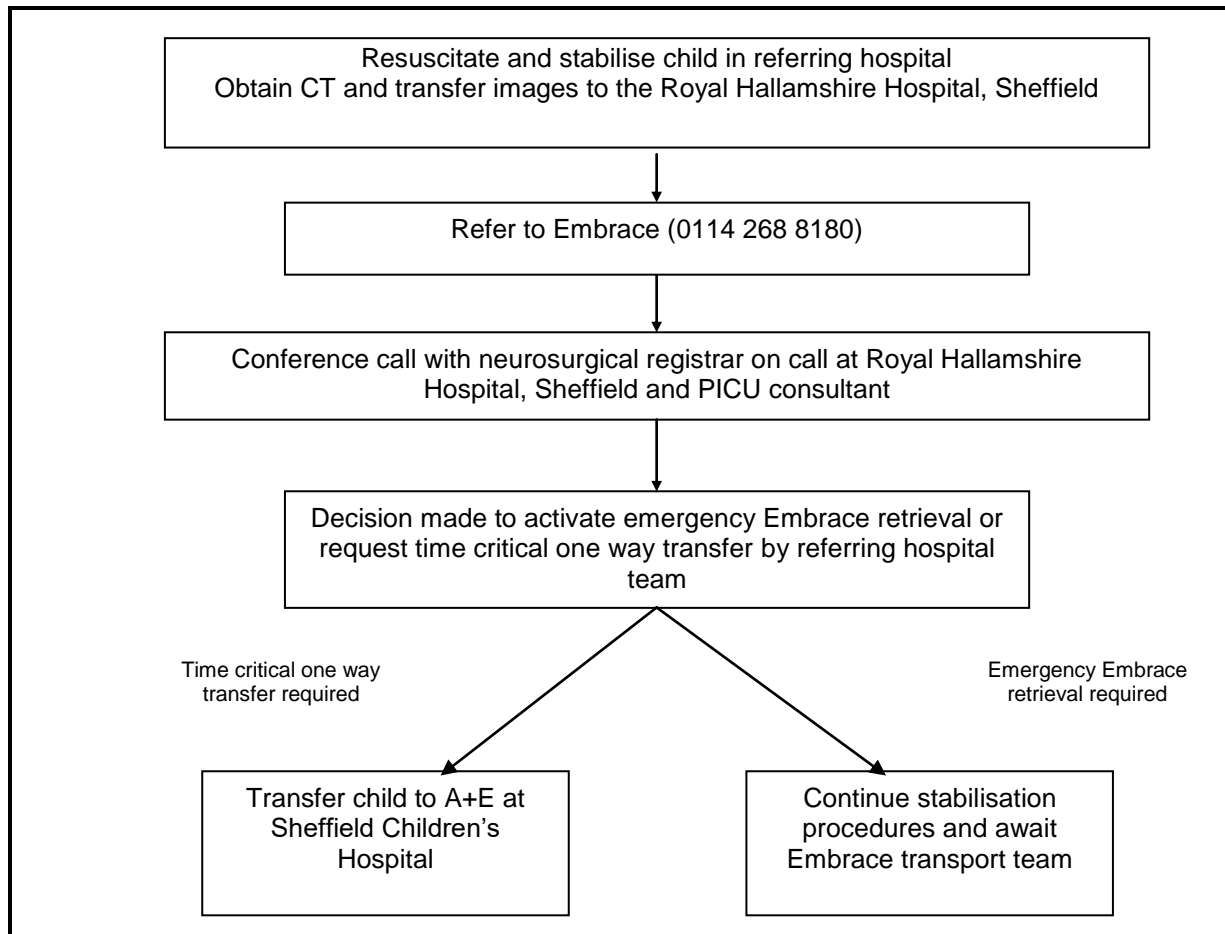 Resuscitate and stabilise child in referring hospital
Obtain CT and transfer images to the Royal Hallamshire Hospital, Sheffield
Refer to Embrace (0114 268 8180)
Conference call with neurosurgical registrar on call at Royal Hallamshire
Hospital, Sheffield and PICU consultant
Decision made to activate emergency Embrace retrieval or
request time critical one way transfer by referring hospital
team
Time critical one way
transfer required
Emergency Embrace
retrieval required
Transfer child to A+E at
Sheffield Children’s
Hospital
Continue stabilisation
procedures and await
Embrace transport team